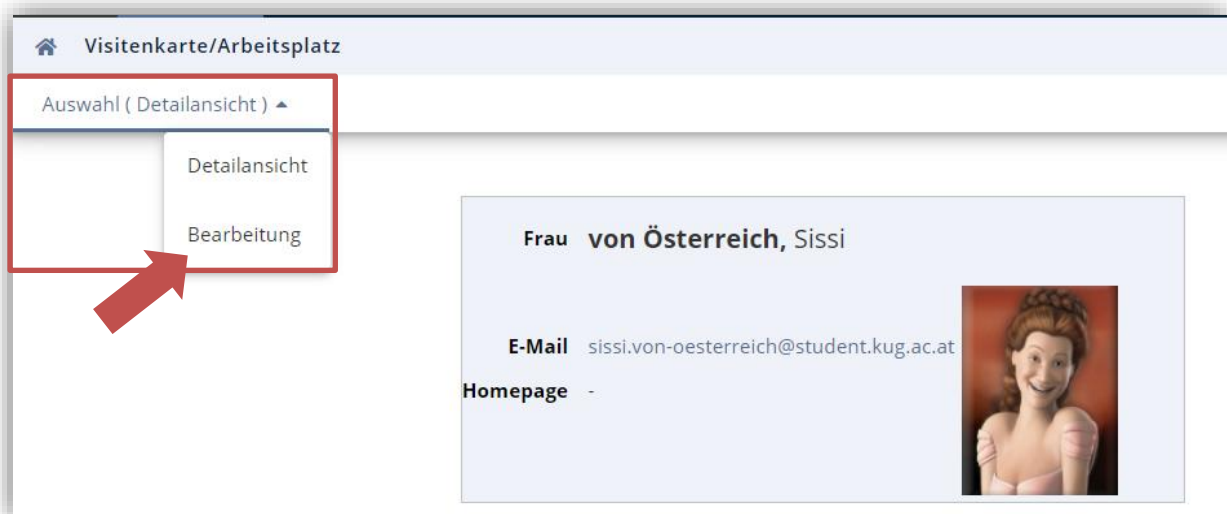 Visitenkarte/Arbeitsplatz
Auswahl ( Detailansicht )
Detailansicht
Bearbeitung
Frau von Österreich, Sissi
E-Mail sissi.von-oesterreich@student.kug.ac.at
Homepage -